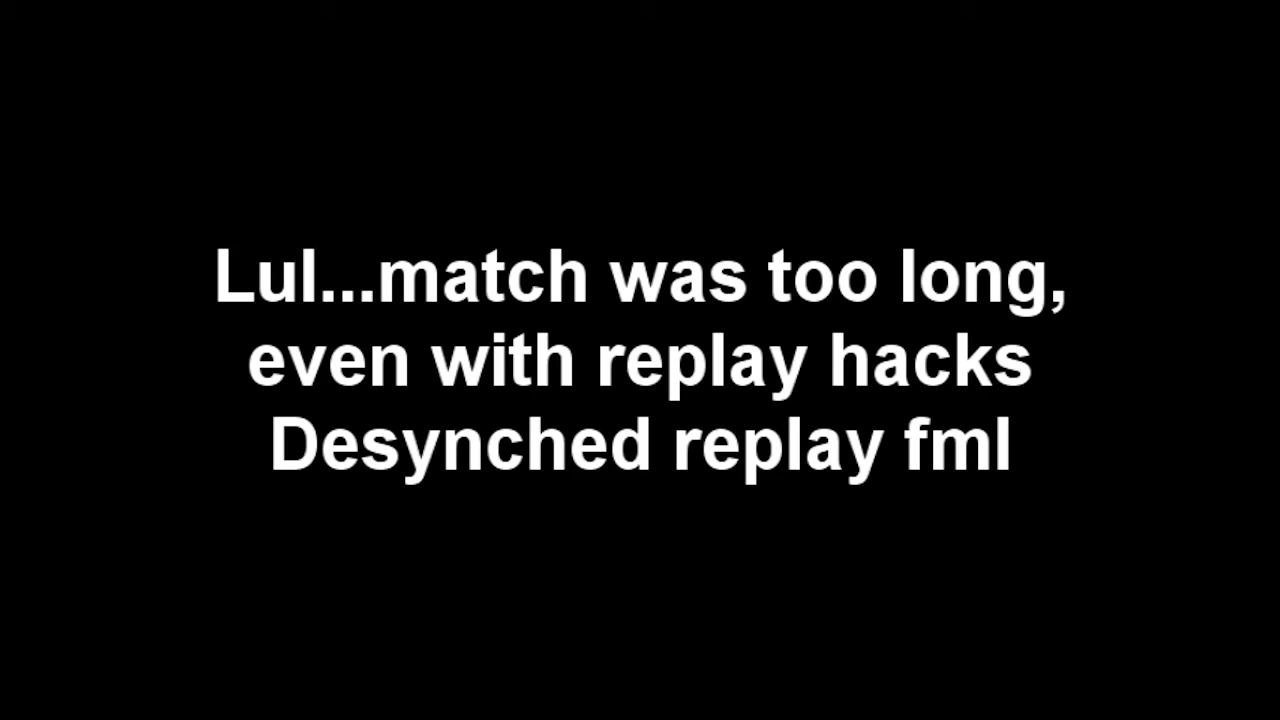 Lul...match was too long,
even with replay hacks
Desynched replay fml